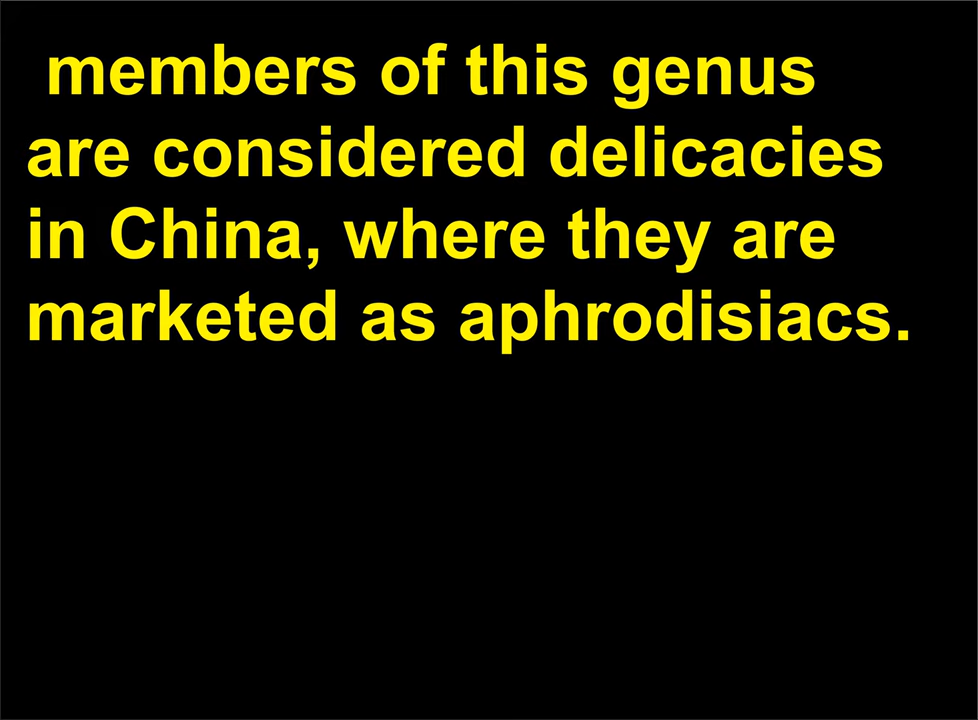 members of this genus
are considered delicacies
in China, where they are
marketed as aphrodisiacs.